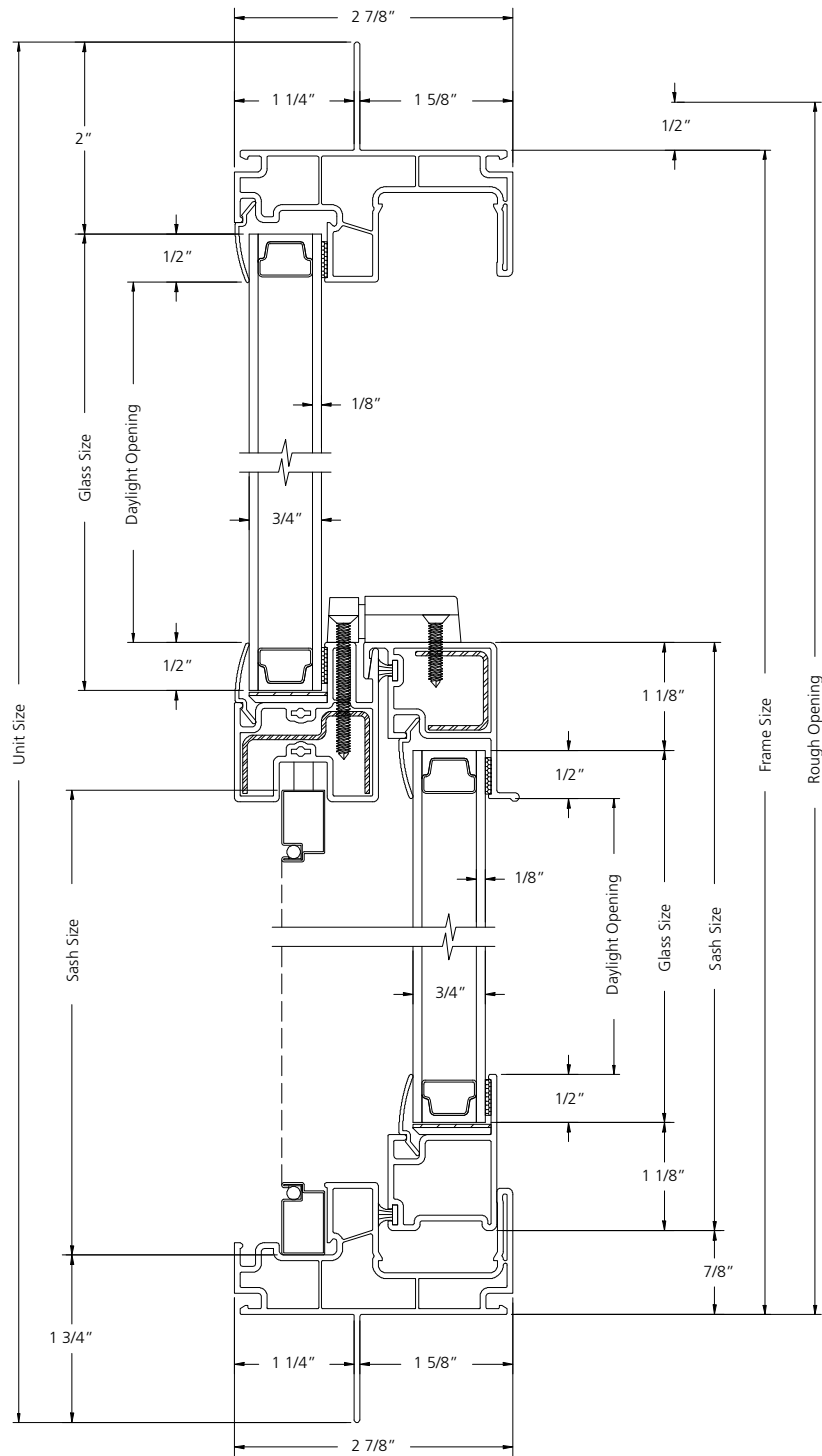 2 7/8"
1 1/4"
1 5/8"
1/2"
2"
1/2"
1/8"
Glass Size
Daylight Opening
3/4"
1/2"
1 1/8"
Unit Size
Frame Size
Rough Opening
1/2"
1/8"
Sash Size
Daylight Opening
Glass Size
Sash Size
3/4"
1/2"
1 1/8"
7/8"
1 3/4"
1 1/4"
1 5/8"
2 7/8"